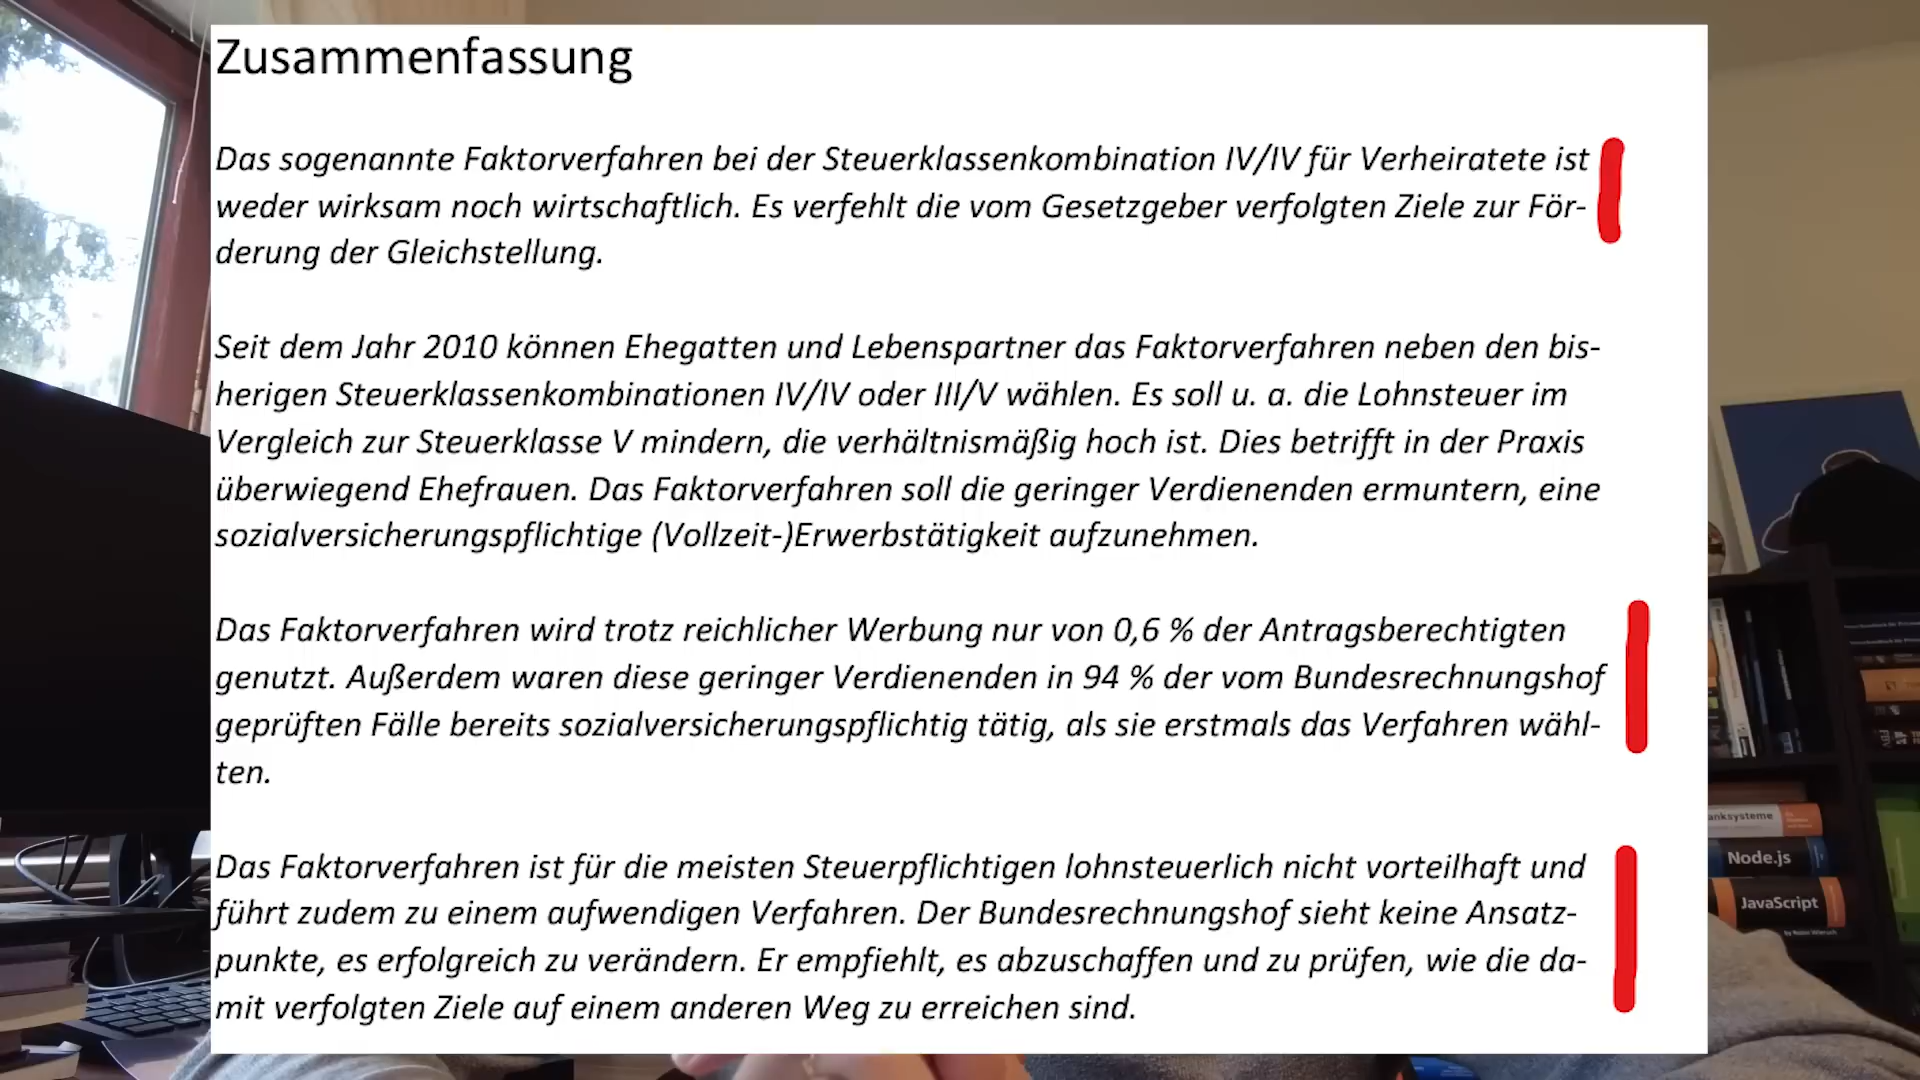 Zusammenfassung
Das sogenannte Faktorverfahren bei der Steuerklassenkombination IV/IV für Verheiratete ist
weder wirksam noch wirtschaftlich. Es verfehlt die vom Gesetzgeber verfolgten Ziele zur För-
derung der Gleichstellung.
Seit dem Jahr 2010 können Ehegatten und Lebenspartner das Faktorverfahren neben den bis-
herigen Steuerklassenkombinationen IV/IV oder III/V wählen. Es soll u. a. die Lohnsteuer im
Vergleich zur Steuerklasse V mindern, die verhältnismäßig hoch ist. Dies betrifft in der Praxis
überwiegend Ehefrauen. Das Faktorverfahren soll die geringer Verdienenden ermuntern, eine
sozialversicherungspflichtige (Vollzeit-)Erwerbstätigkeit aufzunehmen.
Das Faktorverfahren wird trotz reichlicher Werbung nur von 0,6 % der Antragsberechtigten
genutzt. Außerdem waren diese geringer Verdienenden in 94 % der vom Bundesrechnungshof
geprüften Fälle bereits sozialversicherungspflichtig tätig, als sie erstmals das Verfahren wähl-
ten.
Das Faktorverfahren ist für die meisten Steuerpflichtigen lohnsteuerlich nicht vorteilhaft und
führt zudem zu einem aufwendigen Verfahren. Der Bundesrechnungshof sieht keine Ansatz-
punkte, es erfolgreich zu verändern. Er empfiehlt, es abzuschaffen und zu prüfen, wie die da-
mit verfolgten Ziele auf einem anderen Weg zu erreichen sind.
anksysteme
Node.js
JavaScript